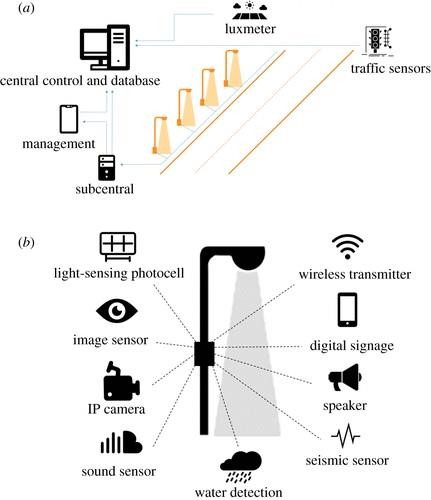 (a)
luxmeter
central control and database
traffic sensors
management
subcentral
(b)
light-sensing photocell
wireless transmitter
image sensor
digital signage
IP camera
speaker
sound sensor
seismic sensor
water detection